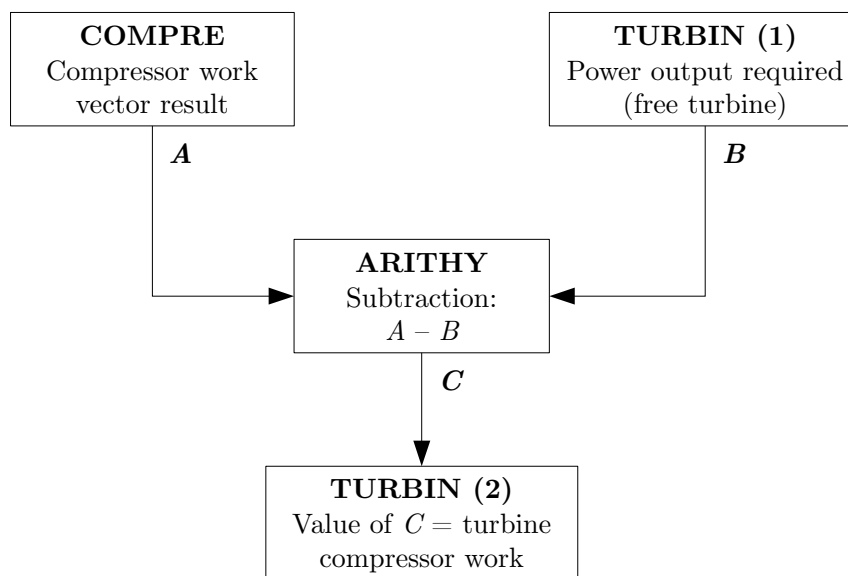 COMPRE
Compressor work
vector result
TURBIN (1)
Power output required
(free turbine)
A
B
ARITHY
Subtraction:
A – B
C
TURBIN (2)
Value of C = turbine
compressor work